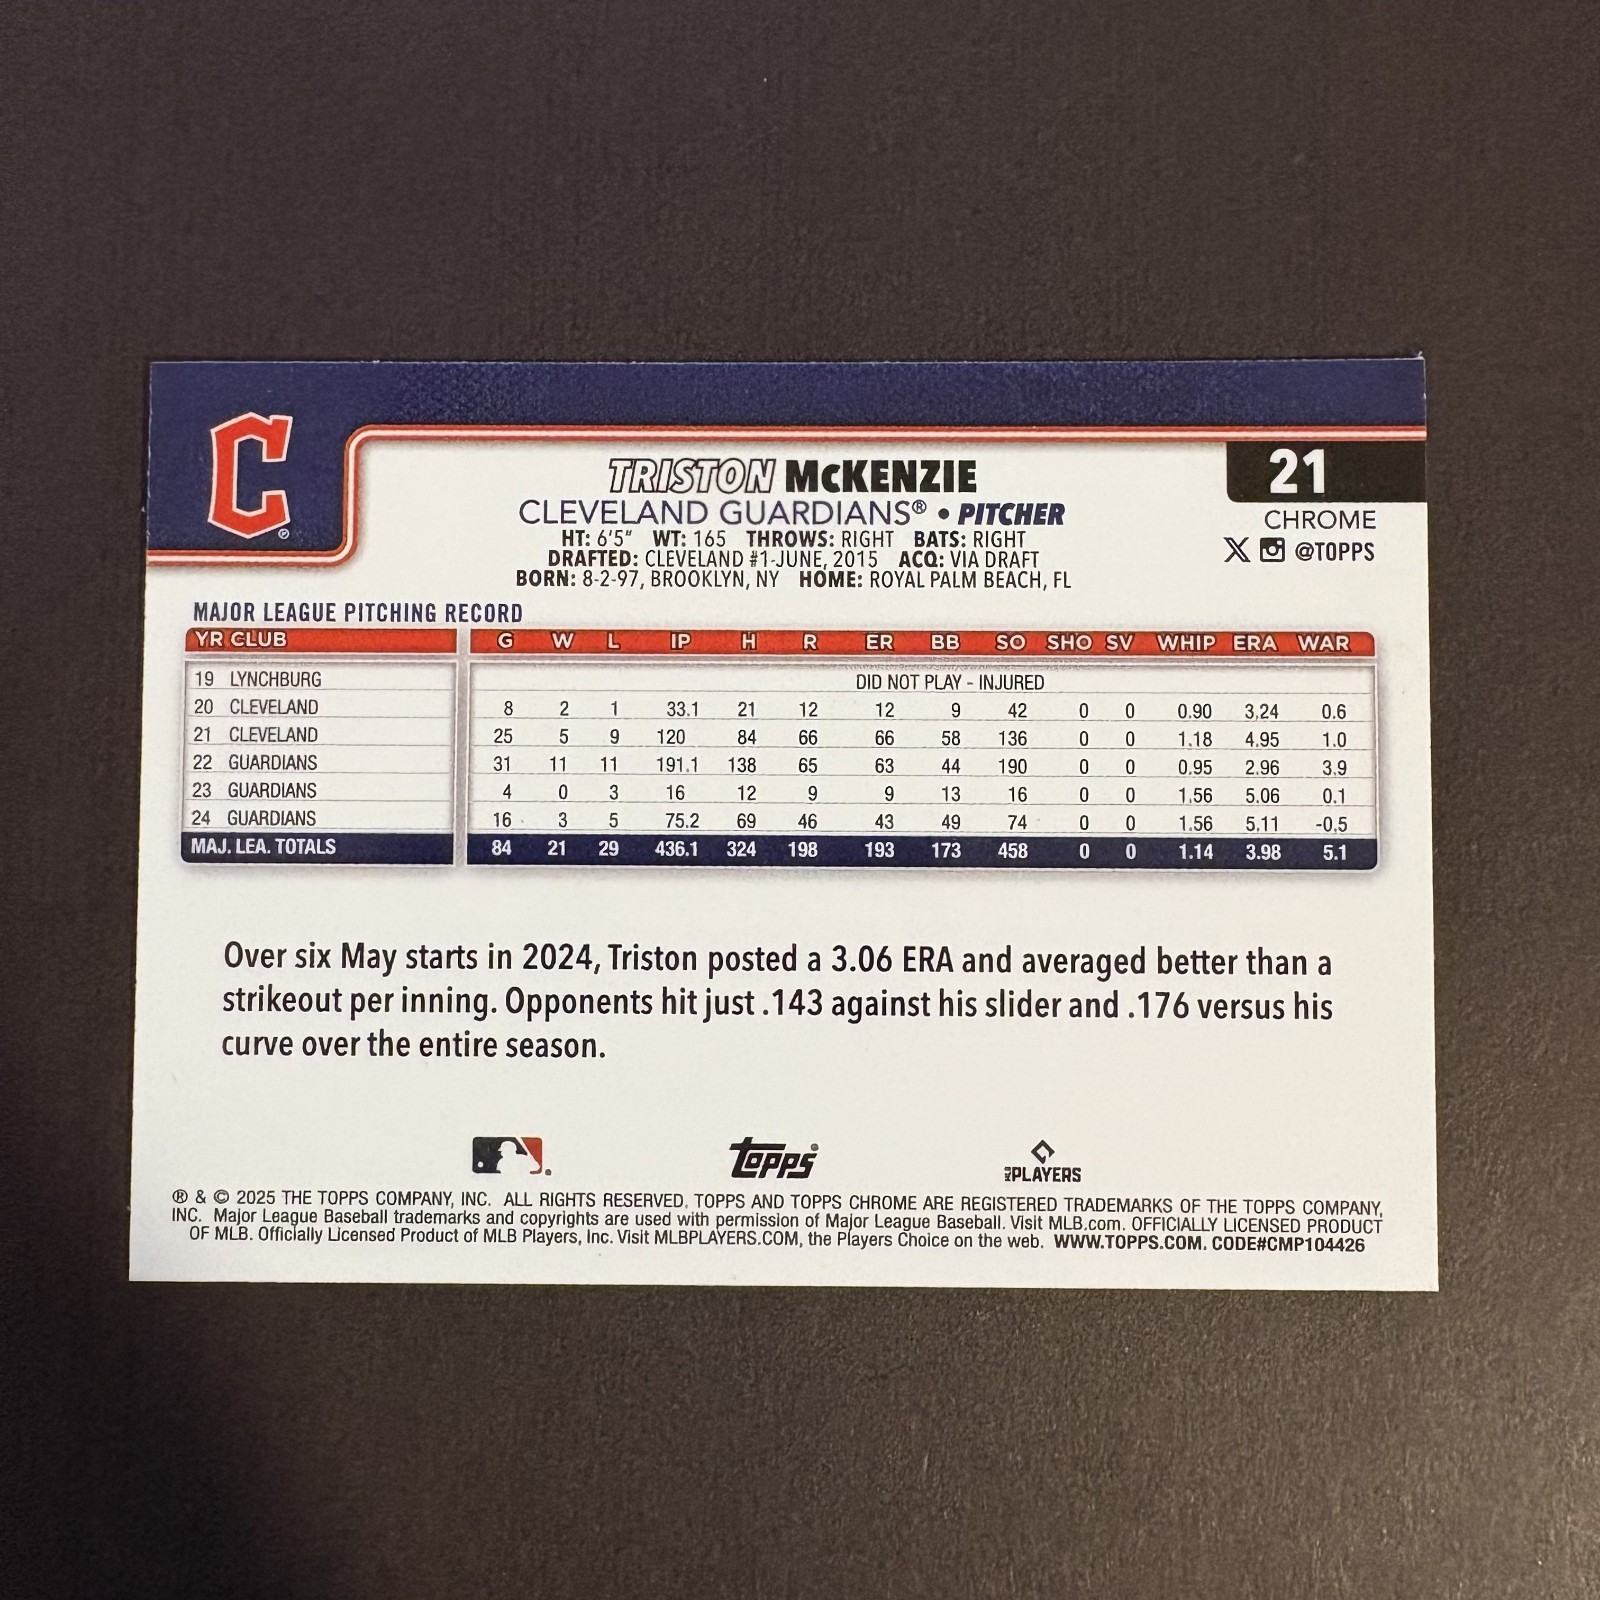 C ®
21
TRISTON McKENZIE
CHROME
CLEVELAND GUARDIANS® • PITCHER
HT: 6'5" WT: 165 THROWS: RIGHT BATS: RIGHT
X @TOPPS
DRAFTED: CLEVELAND #1-JUNE, 2015 ACQ: VIA DRAFT
BORN: 8-2-97, BROOKLYN, NY HOME: ROYAL PALM BEACH, FL
MAJOR LEAGUE PITCHING RECORD
YR CLUB G W L IP H R ER BB SO SHO SV WHIP ERA WAR
19 LYNCHBURG DID NOT PLAY - INJURED
20 CLEVELAND 8 2 1 33.1 21 12 12 9 42 0 0 0.90 3.24 0.6
21 CLEVELAND 25 5 9 120 84 66 66 58 136 0 0 1.18 4.95 1.0
22 GUARDIANS 31 11 11 191.1 138 65 63 44 190 0 0 0.95 2.96 3.9
23 GUARDIANS 4 0 3 16 12 9 9 13 16 0 0 1.56 5.06 0.1
24 GUARDIANS 16 3 5 75.2 69 46 43 49 74 0 0 1.56 5.11 -0.5
MAJ. LEA. TOTALS 84 21 29 436.1 324 198 193 173 458 0 0 1.14 3.98 5.1
Over six May starts in 2024, Triston posted a 3.06 ERA and averaged better than a
strikeout per inning. Opponents hit just .143 against his slider and .176 versus his
curve over the entire season.
topps® MLB PLAYERS
® & © 2025 THE TOPPS COMPANY, INC. ALL RIGHTS RESERVED. TOPPS AND TOPPS CHROME ARE REGISTERED TRADEMARKS OF THE TOPPS COMPANY,
INC. Major League Baseball trademarks and copyrights are used with permission of Major League Baseball. Visit MLB.com. OFFICIALLY LICENSED PRODUCT
OF MLB. Officially Licensed Product of MLB Players, Inc. Visit MLBPLAYERS.COM, the Players Choice on the web. WWW.TOPPS.COM. CODE#CMP104426